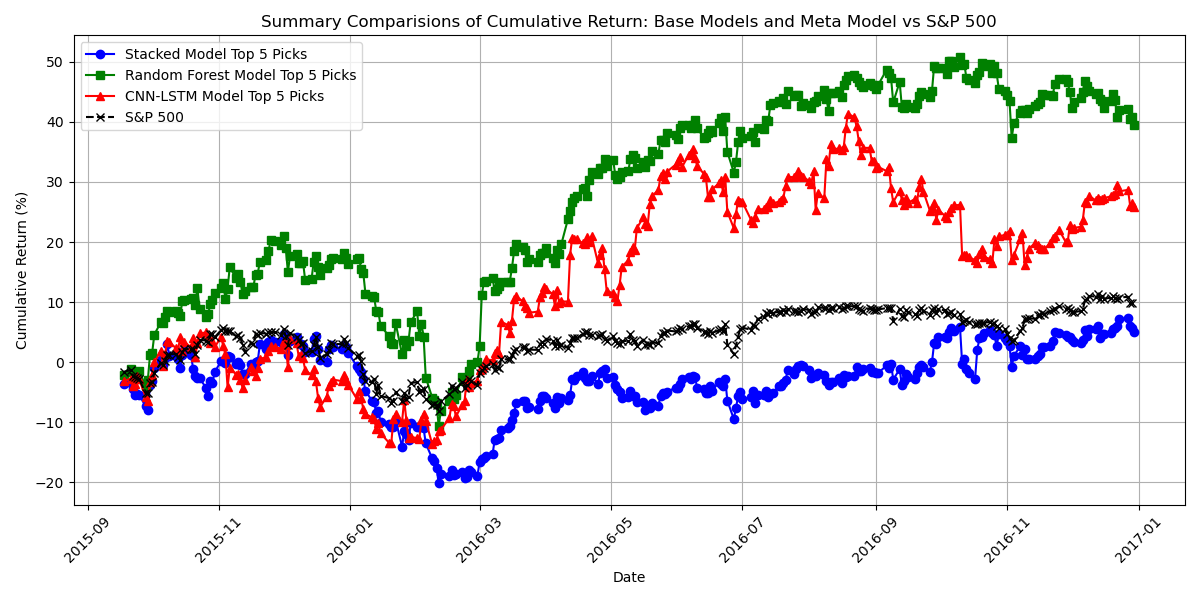 Summary Comparisions of Cumulative Return: Base Models and Meta Model vs S&P 500
Stacked Model Top 5 Picks
Random Forest Model Top 5 Picks
CNN-LSTM Model Top 5 Picks
S&P 500
Cumulative Return (%)
50
40
30
20
10
0
−10
−20
2015-09
2015-11
2016-01
2016-03
2016-05
2016-07
2016-09
2016-11
2017-01
Date